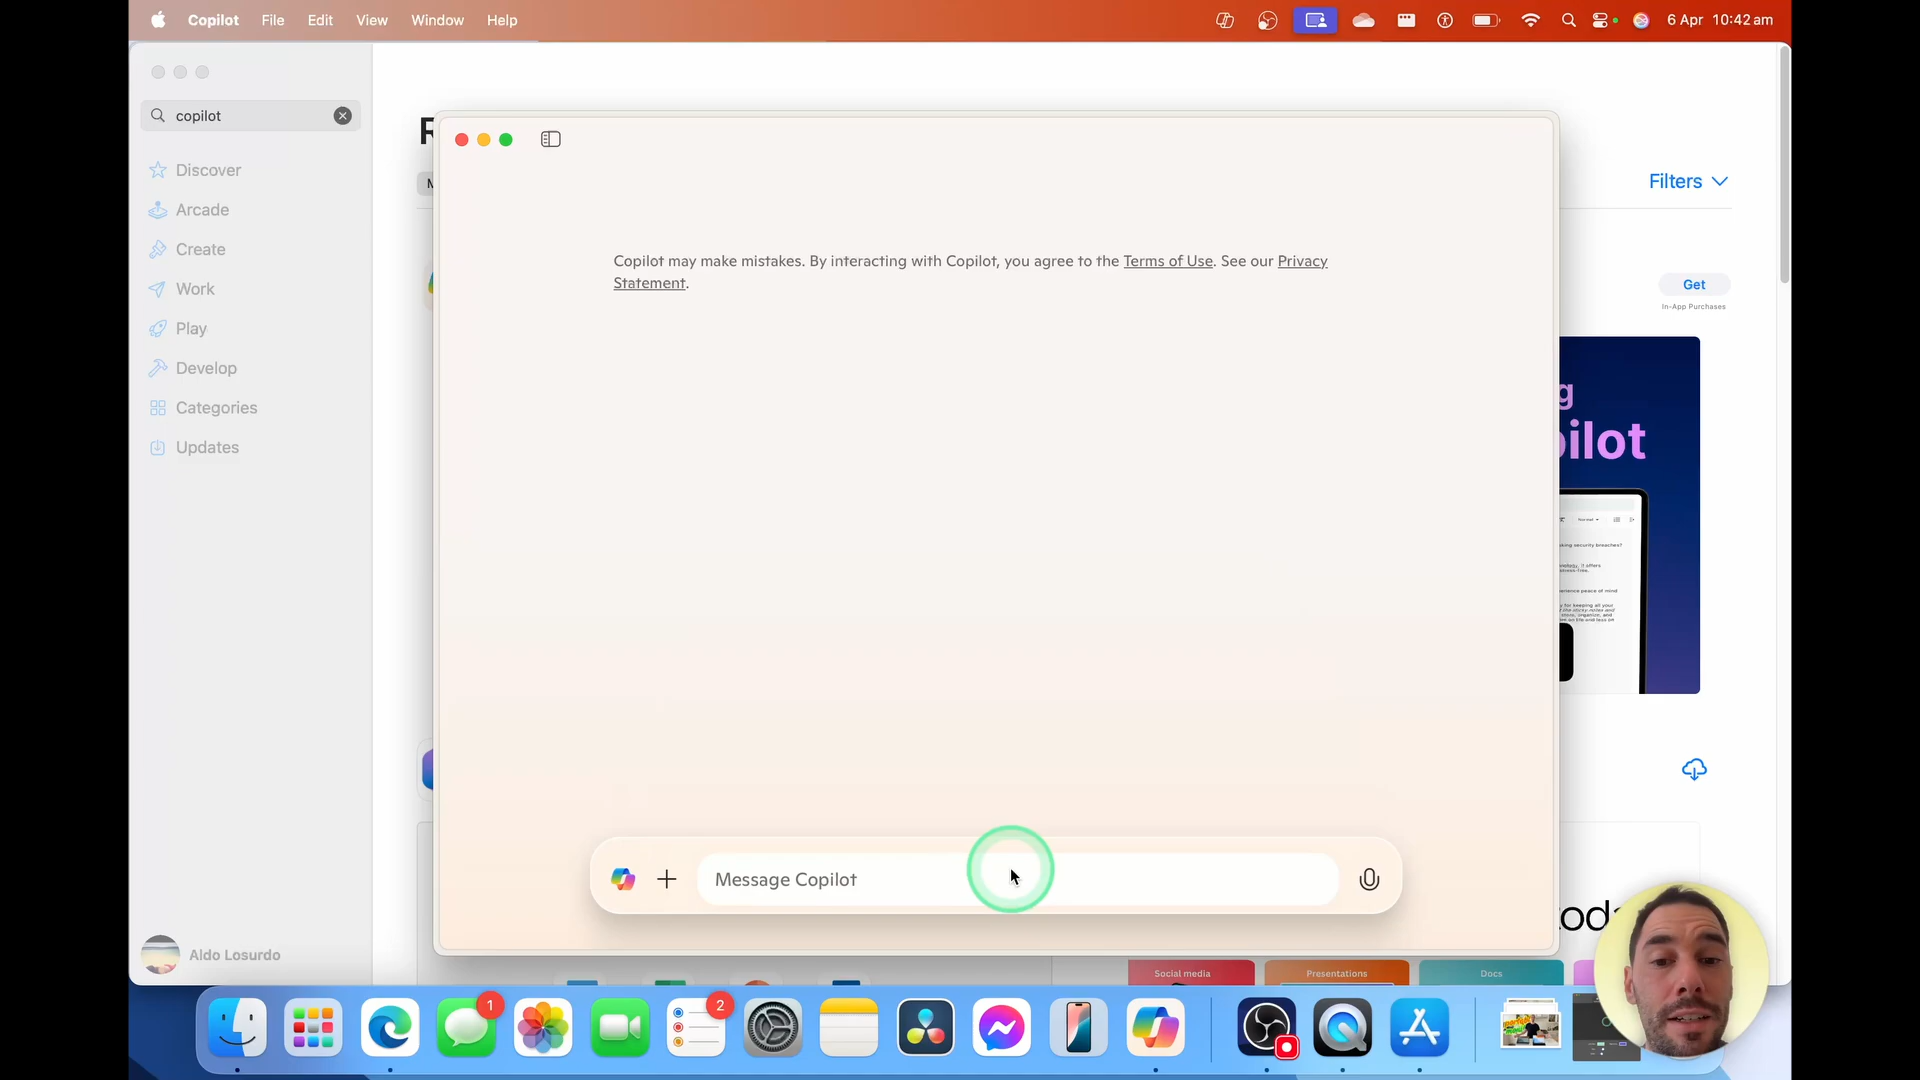 Copilot File Edit View Window Help
6 Apr 10:42 am
copilot
Discover
Arcade
Create
Work
Play
Develop
Categories
Updates
Aldo Losurdo
Filters
Get
In-App Purchases
Copilot may make mistakes. By interacting with Copilot, you agree to the Terms of Use. See our Privacy
Statement.
Message Copilot
Social media
Presentations
Docs
1
2